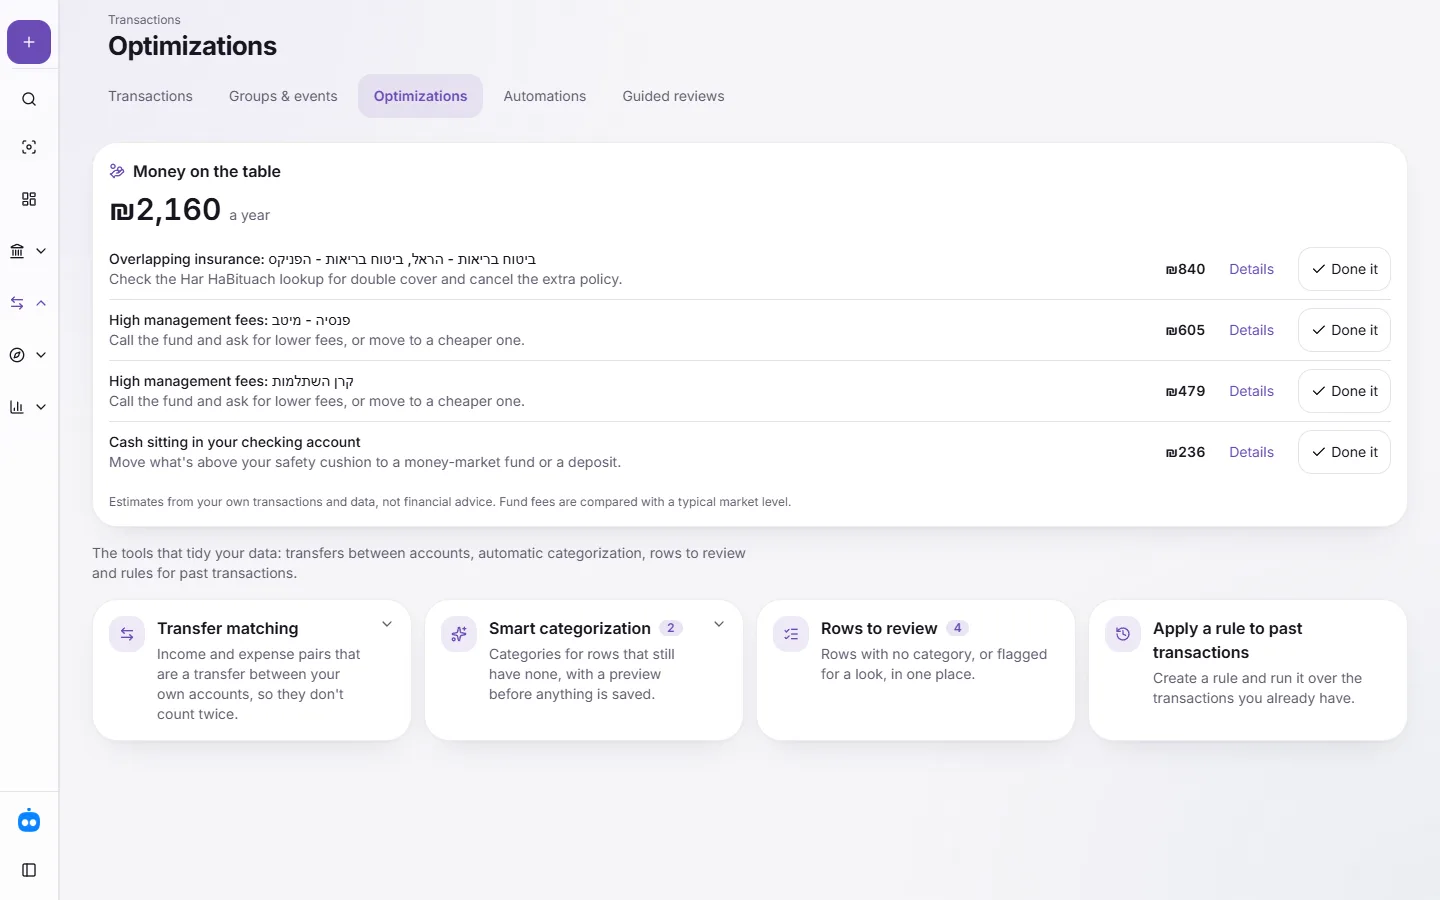 Transactions
Optimizations
Transactions
Groups & events
Optimizations
Automations
Guided reviews
Money on the table
₪2,160 a year
Overlapping insurance: ביטוח בריאות - הראל, ביטוח בריאות - הפניקס
Check the Har HaBituach lookup for double cover and cancel the extra policy.
₪840
Details
Done it
High management fees: פנסיה - מיטב
Call the fund and ask for lower fees, or move to a cheaper one.
₪605
Details
Done it
High management fees: קרן השתלמות
Call the fund and ask for lower fees, or move to a cheaper one.
₪479
Details
Done it
Cash sitting in your checking account
Move what's above your safety cushion to a money-market fund or a deposit.
₪236
Details
Done it
Estimates from your own transactions and data, not financial advice. Fund fees are compared with a typical market level.
The tools that tidy your data: transfers between accounts, automatic categorization, rows to review
and rules for past transactions.
Transfer matching
Income and expense pairs that
are a transfer between your
own accounts, so they don't
count twice.
Smart categorization 2
Categories for rows that still
have none, with a preview
before anything is saved.
Rows to review 4
Rows with no category, or flagged
for a look, in one place.
Apply a rule to past
transactions
Create a rule and run it over the
transactions you already have.